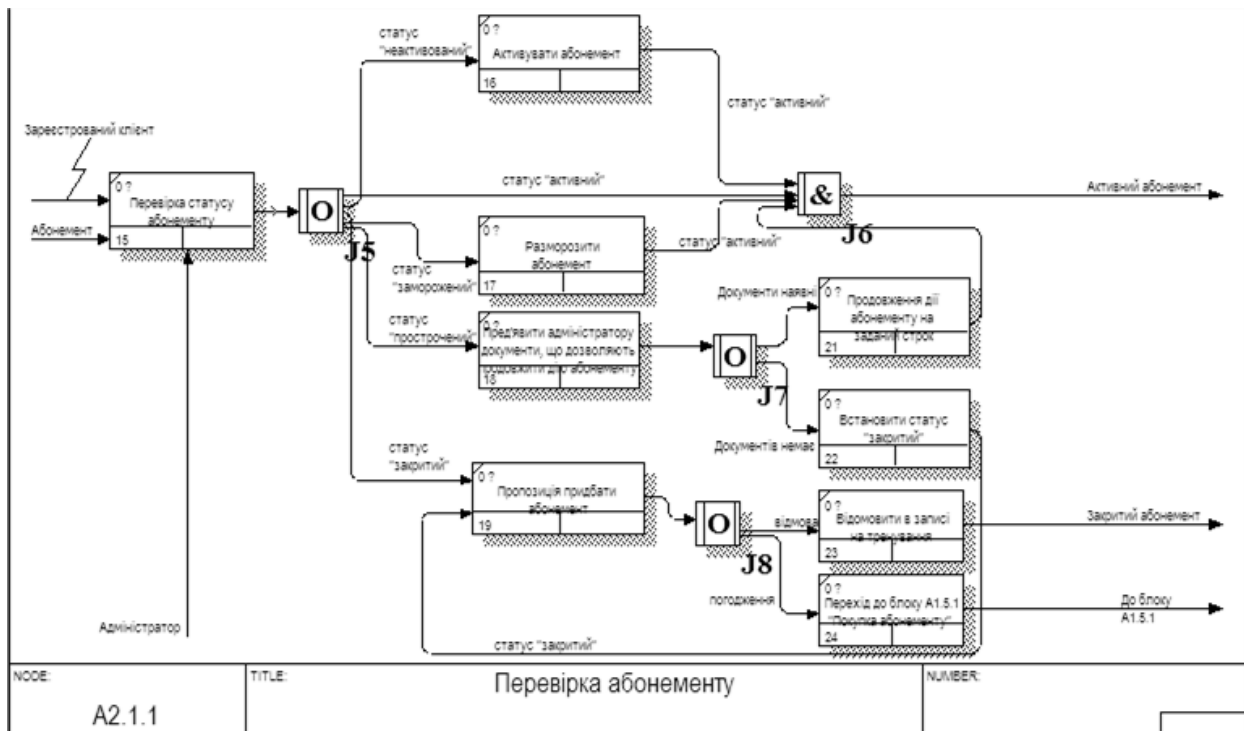 статус
"неактивований"
0 ?
Активувати абонемент
16
статус "активний"
Зареєстрований клієнт
0 ?
Перевірка статусу
абонементу
15
Абонемент
O
J5
статус "активний"
&
J6
Активний абонемент
0 ?
Разморозити
абонемент
17
статус "активний"
статус
"заморожений"
Документи наявні
0 ?
Продовження дії
абонементу на
заданий строк
21
статус
"прострочений"
0 ?
Пред'явити адміністратору
документи, що дозволяють
продовжити дію абонементу
18
O
J7
Документів немає
0 ?
Встановити статус
"закритий"
22
статус
"закритий"
0 ?
Пропозиція придбати
абонемент
19
O
J8
відмова
0 ?
Відмовити в записі
на тренування
23
Закритий абонемент
погодження
0 ?
Перехід до блоку А1.5.1
"Покупка абонементу"
24
До блоку
А1.5.1
Адміністратор
статус "закритий"
NODE:
A2.1.1
TITLE:
Перевірка абонементу
NUMBER: